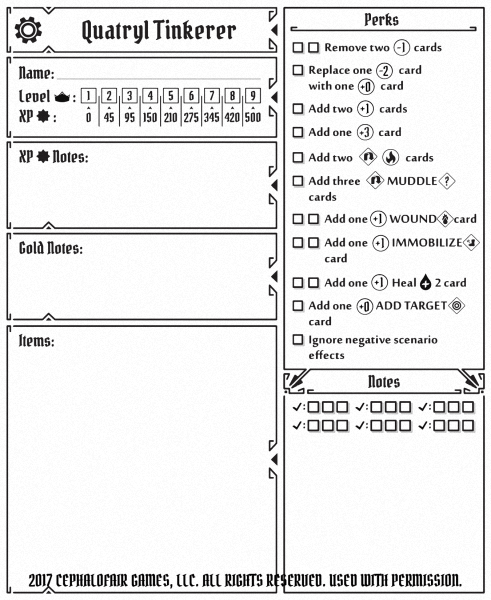 Quatryl Tinkerer
Name:
Level : 1 2 3 4 5 6 7 8 9
XP : 0 45 95 150 210 275 345 420 500
XP Notes:
Gold Notes:
Items:
Perks
Remove two -1 cards
Replace one -2 card
with one +0 card
Add two +1 cards
Add one +3 card
Add two cards
Add three MUDDLE ?
cards
Add one +1 WOUND card
Add one +1 IMMOBILIZE
card
Add one +1 Heal 2 card
Add one +0 ADD TARGET
card
Ignore negative scenario
effects
Notes
✓: ✓: ✓:
✓: ✓: ✓:
2017 CEPHALOFAIR GAMES, LLC. ALL RIGHTS RESERVED. USED WITH PERMISSION.